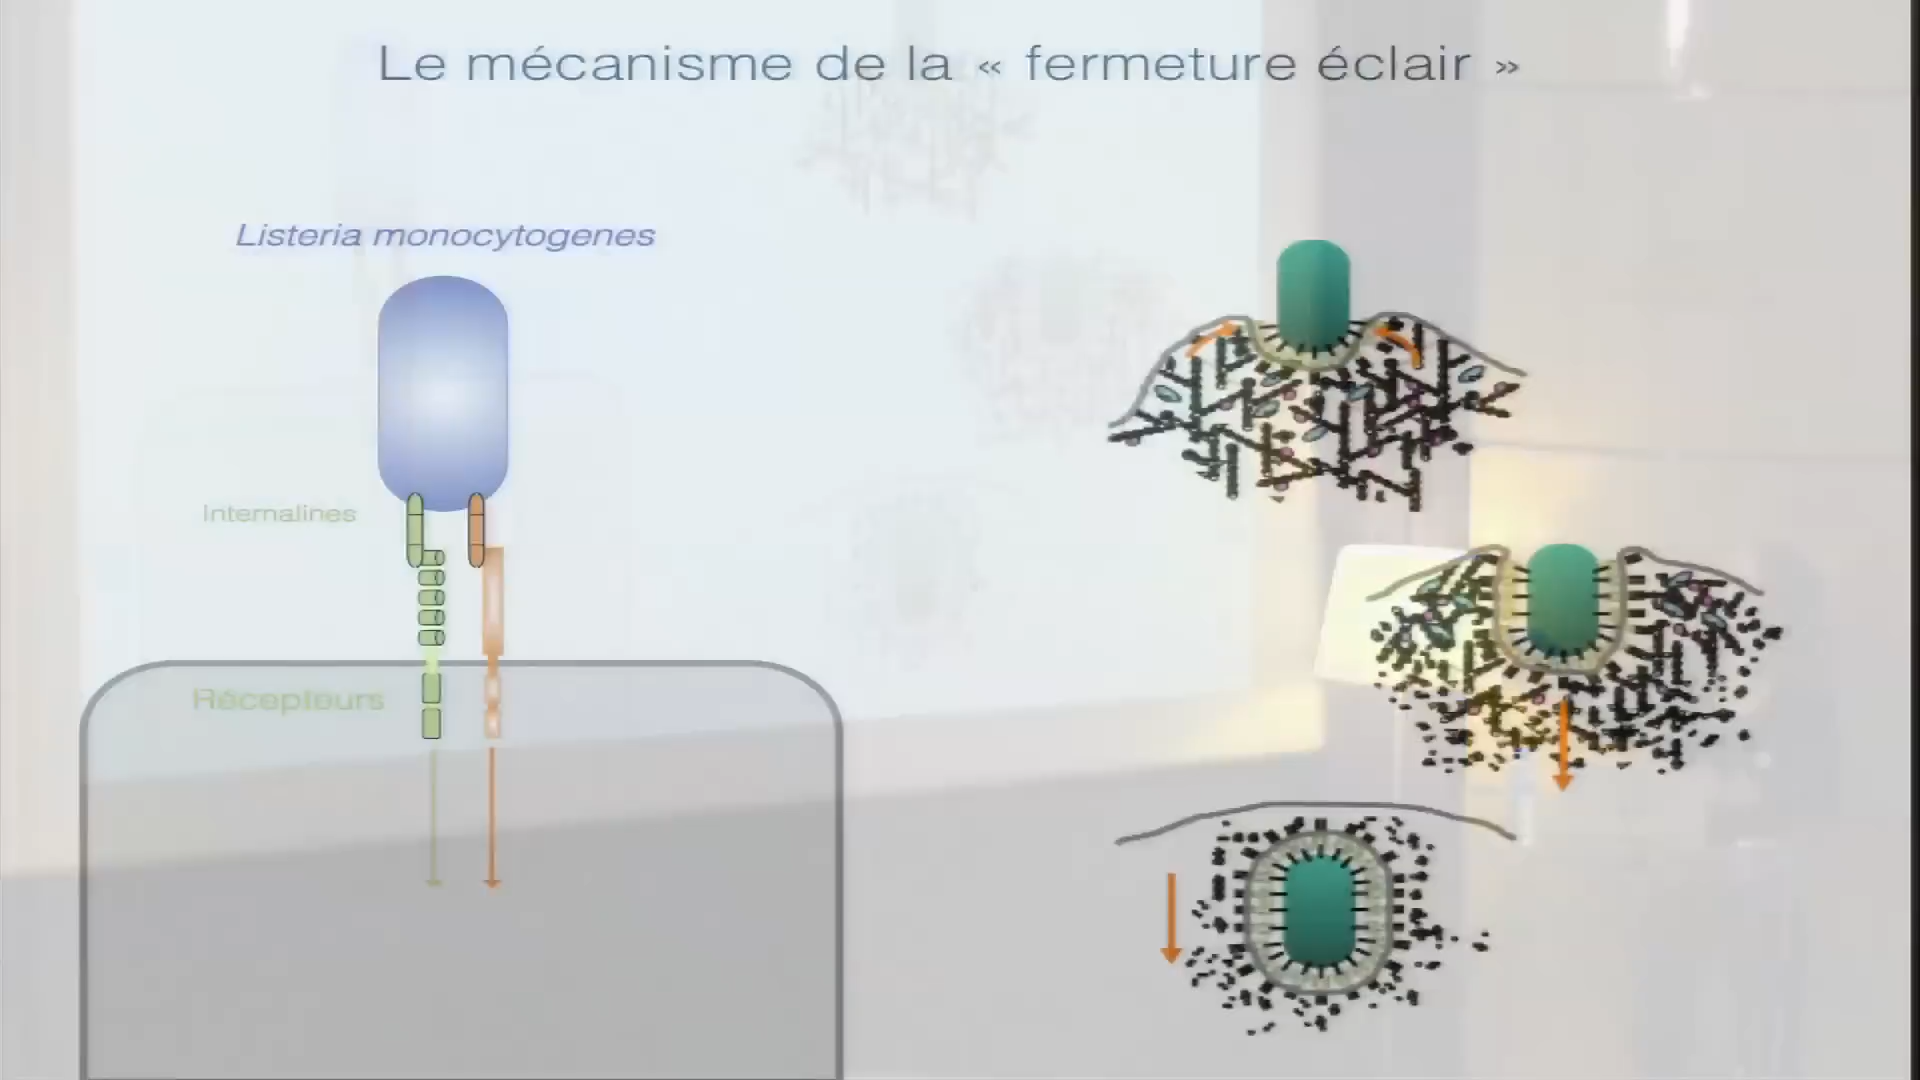 Le mécanisme de la « fermeture éclair »
Listeria monocytogenes
Internalines
Récepteurs